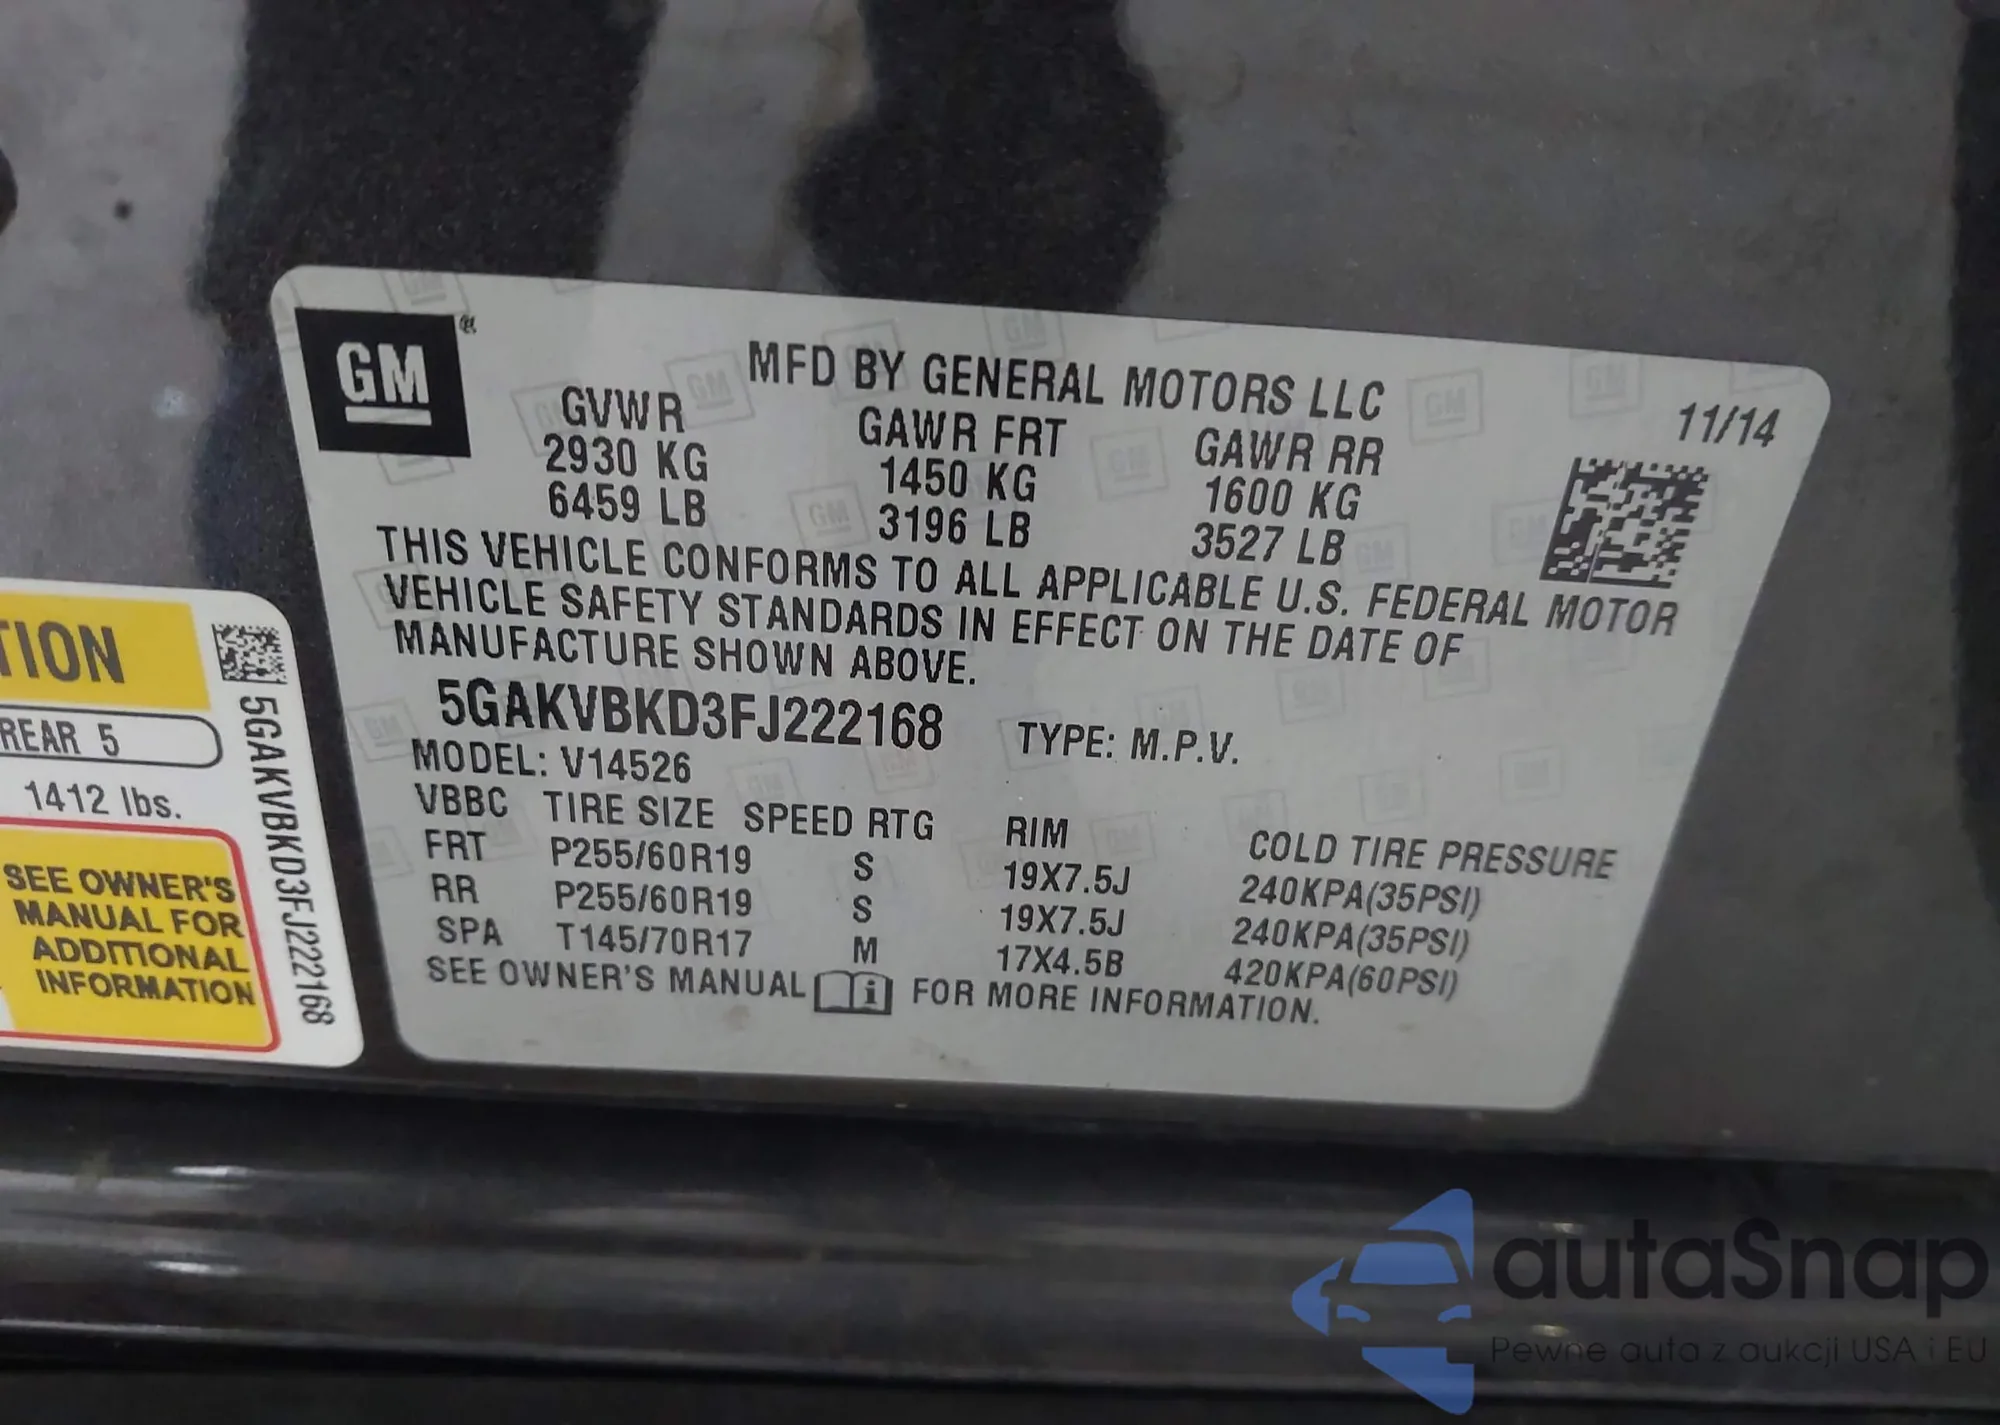 GM
MFD BY GENERAL MOTORS LLC
11/14
GVWR GAWR FRT GAWR RR
2930 KG 1450 KG 1600 KG
6459 LB 3196 LB 3527 LB
THIS VEHICLE CONFORMS TO ALL APPLICABLE U.S. FEDERAL MOTOR
VEHICLE SAFETY STANDARDS IN EFFECT ON THE DATE OF
MANUFACTURE SHOWN ABOVE.
5GAKVBKD3FJ222168 TYPE: M.P.V.
MODEL: V14526
VBBC TIRE SIZE SPEED RTG RIM COLD TIRE PRESSURE
FRT P255/60R19 S 19X7.5J 240KPA(35PSI)
RR P255/60R19 S 19X7.5J 240KPA(35PSI)
SPA T145/70R17 M 17X4.5B 420KPA(60PSI)
SEE OWNER'S MANUAL i FOR MORE INFORMATION.
TION
REAR 5
1412 lbs.
SEE OWNER'S
MANUAL FOR
ADDITIONAL
INFORMATION
5GAKVBKD3FJ222168
autaSnap
Pewne auta z aukcji USA i EU